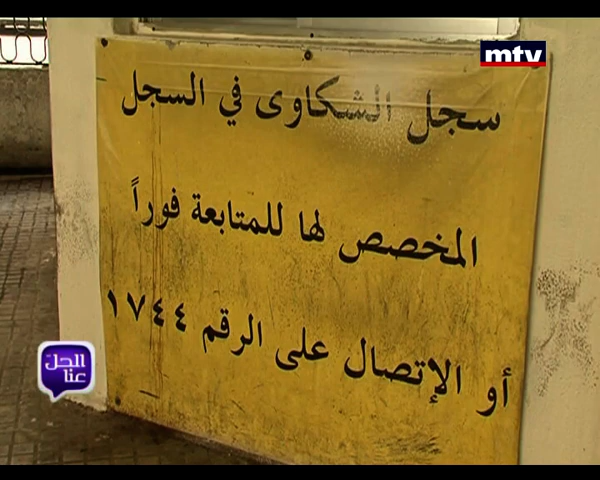 mtv
سجل الشكاوى في السجل
المخصص لها للمتابعة فوراً
أو الإتصال على الرقم ١٧٤٤
الحل عنا